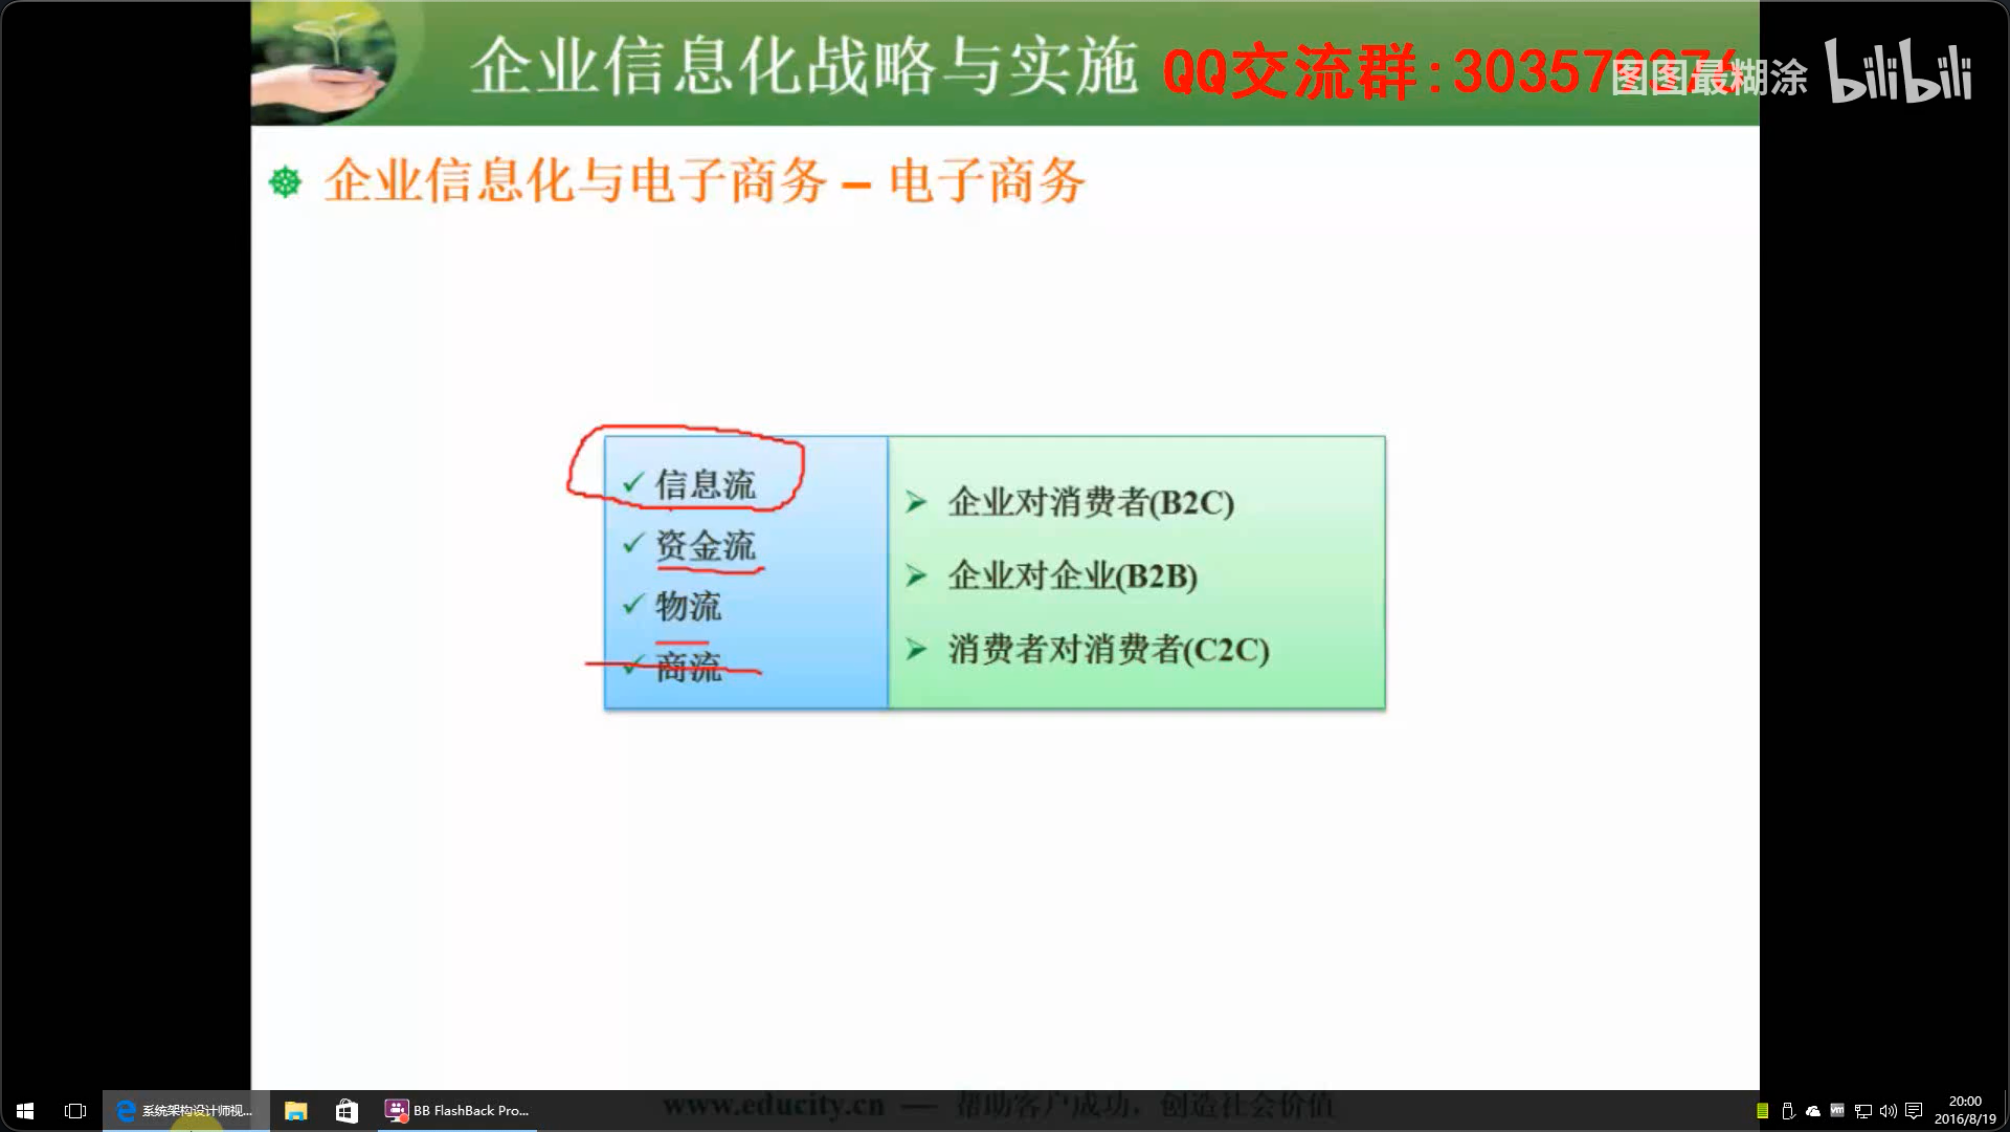 企业信息化战略与实施 QQ交流群:30357
图图最糊涂 bilibili
企业信息化与电子商务 – 电子商务
✓ 信息流
✓ 资金流
✓ 物流
✓ 商流
➢ 企业对消费者(B2C)
➢ 企业对企业(B2B)
➢ 消费者对消费者(C2C)
www.educity.cn — 帮助客户成功，创造社会价值
系统架构设计师视...
BB FlashBack Pro...
20:00
2016/8/19